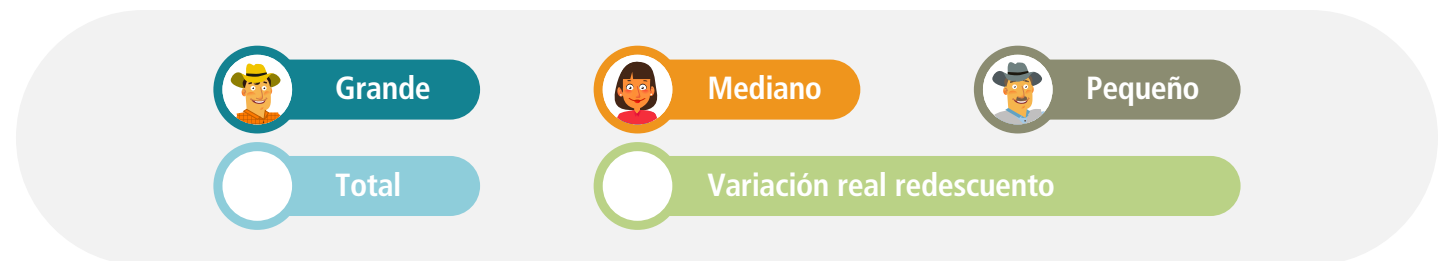 Grande
Mediano
Pequeño
Total
Variación real redescuento